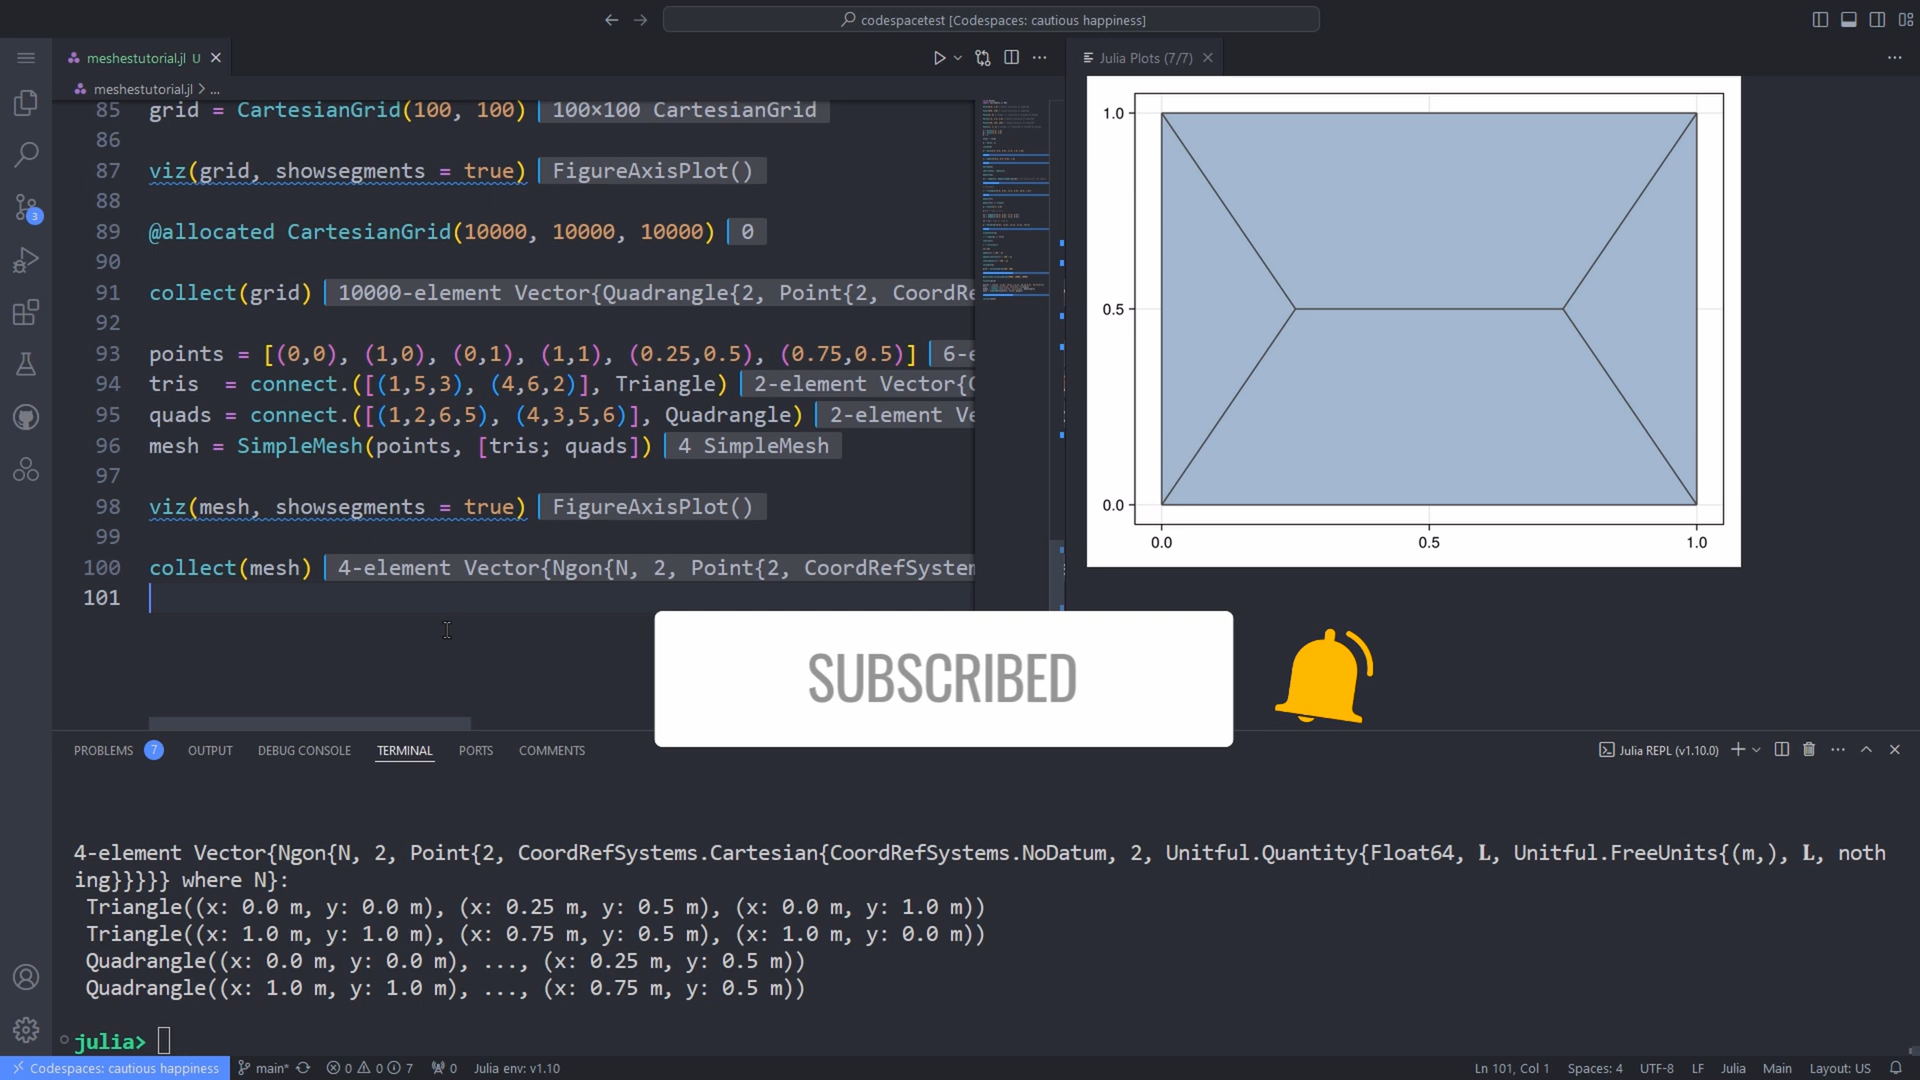 codespacetest [Codespaces: cautious happiness]
meshestutorial.jl U
Julia Plots (7/7)
meshestutorial.jl > ...
85 grid = CartesianGrid(100, 100) 100×100 CartesianGrid
86
87 viz(grid, showsegments = true) FigureAxisPlot()
88
89 @allocated CartesianGrid(10000, 10000, 10000) 0
90
91 collect(grid) 10000-element Vector{Quadrangle{2, Point{2, CoordRe
92
93 points = [(0,0), (1,0), (0,1), (1,1), (0.25,0.5), (0.75,0.5)] 6-e
94 tris = connect.([(1,5,3), (4,6,2)], Triangle) 2-element Vector{C
95 quads = connect.([(1,2,6,5), (4,3,5,6)], Quadrangle) 2-element Ve
96 mesh = SimpleMesh(points, [tris; quads]) 4 SimpleMesh
97
98 viz(mesh, showsegments = true) FigureAxisPlot()
99
100 collect(mesh) 4-element Vector{Ngon{N, 2, Point{2, CoordRefSystem
101
1.0
0.5
0.0
0.0 0.5 1.0
SUBSCRIBED
PROBLEMS 7 OUTPUT DEBUG CONSOLE TERMINAL PORTS COMMENTS
Julia REPL (v1.10.0)
4-element Vector{Ngon{N, 2, Point{2, CoordRefSystems.Cartesian{CoordRefSystems.NoDatum, 2, Unitful.Quantity{Float64, 𝐋, Unitful.FreeUnits{(m,), 𝐋, noth
ing}}}}} where N}:
Triangle((x: 0.0 m, y: 0.0 m), (x: 0.25 m, y: 0.5 m), (x: 0.0 m, y: 1.0 m))
Triangle((x: 1.0 m, y: 1.0 m), (x: 0.75 m, y: 0.5 m), (x: 1.0 m, y: 0.0 m))
Quadrangle((x: 0.0 m, y: 0.0 m), ..., (x: 0.25 m, y: 0.5 m))
Quadrangle((x: 1.0 m, y: 1.0 m), ..., (x: 0.75 m, y: 0.5 m))
julia>
3
Codespaces: cautious happiness main* 0 0 7 0 Julia env: v1.10
Ln 101, Col 1 Spaces: 4 UTF-8 LF Julia Main Layout: US